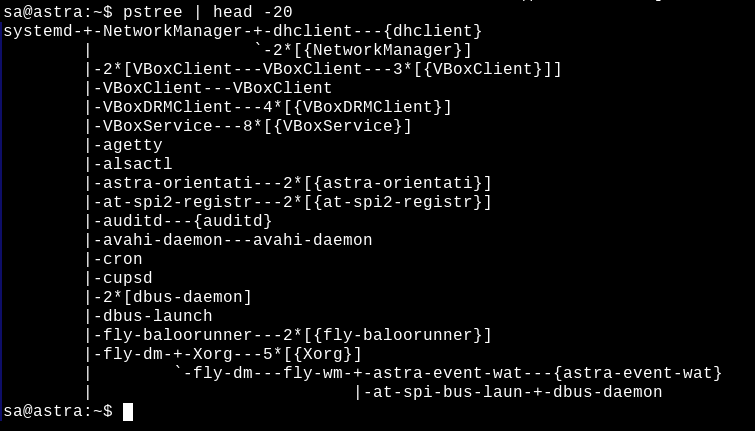 sa@astra:~$ pstree | head -20
systemd-+-NetworkManager-+-dhclient---{dhclient}
        |                `-2*[{NetworkManager}]
        |-2*[VBoxClient---VBoxClient---3*[{VBoxClient}]]
        |-VBoxClient---VBoxClient
        |-VBoxDRMClient---4*[{VBoxDRMClient}]
        |-VBoxService---8*[{VBoxService}]
        |-agetty
        |-alsactl
        |-astra-orientati---2*[{astra-orientati}]
        |-at-spi2-registr---2*[{at-spi2-registr}]
        |-auditd---{auditd}
        |-avahi-daemon---avahi-daemon
        |-cron
        |-cupsd
        |-2*[dbus-daemon]
        |-dbus-launch
        |-fly-baloorunner---2*[{fly-baloorunner}]
        |-fly-dm-+-Xorg---5*[{Xorg}]
        |        `-fly-dm---fly-wm-+-astra-event-wat---{astra-event-wat}
        |                          |-at-spi-bus-laun-+-dbus-daemon
sa@astra:~$